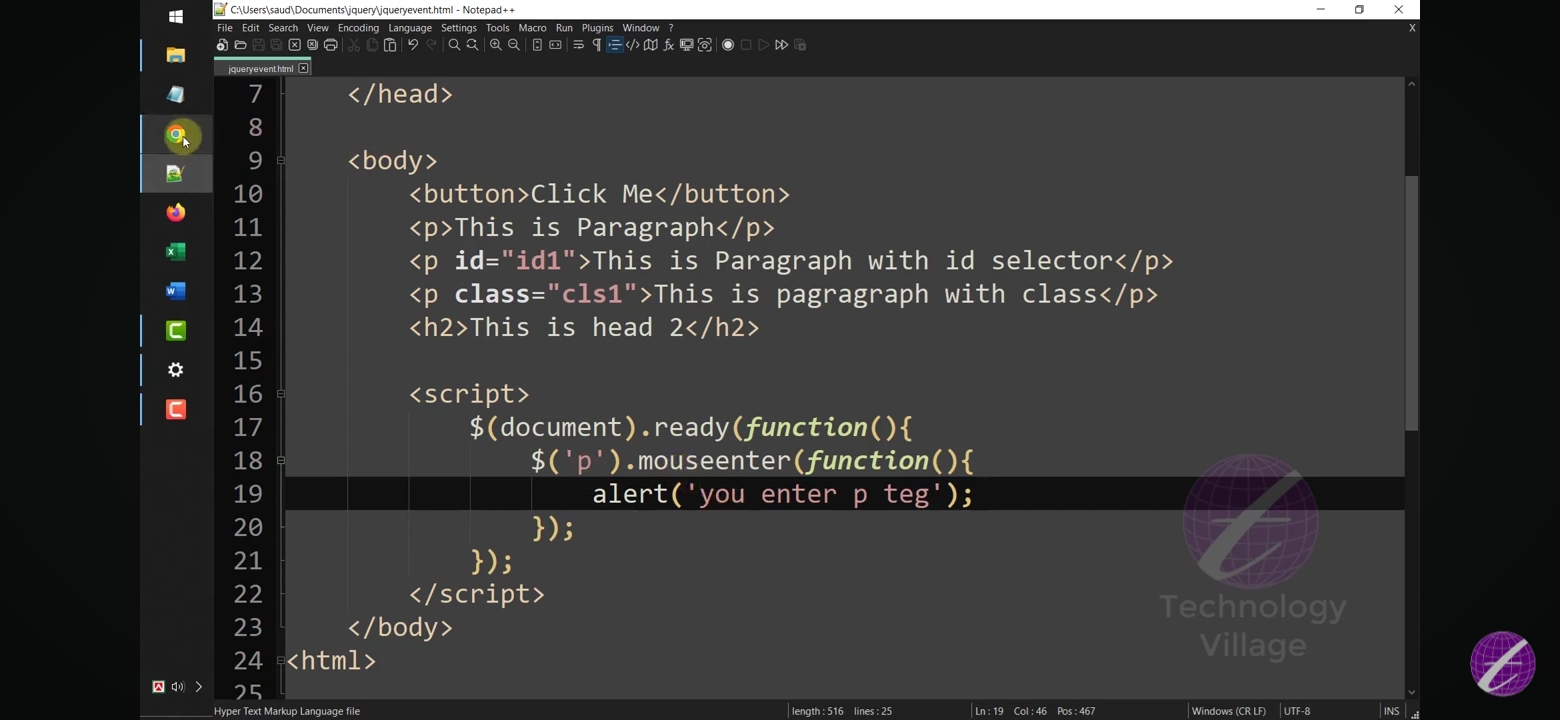 C:\Users\saud\Documents\jquery\jqueryevent.html - Notepad++
File Edit Search View Encoding Language Settings Tools Macro Run Plugins Window ? X
jqueryevent.html
7 </head>
8
9 <body>
10 <button>Click Me</button>
11 <p>This is Paragraph</p>
12 <p id="id1">This is Paragraph with id selector</p>
13 <p class="cls1">This is pagragraph with class</p>
14 <h2>This is head 2</h2>
15
16 <script>
17 $(document).ready(function(){
18 $('p').mouseenter(function(){
19 alert('you enter p teg');
20 });
21 });
22 </script>
23 </body>
24 <html>
25
Technology
Village
Hyper Text Markup Language file length : 516 lines : 25 Ln : 19 Col : 46 Pos : 467 Windows (CR LF) UTF-8 INS